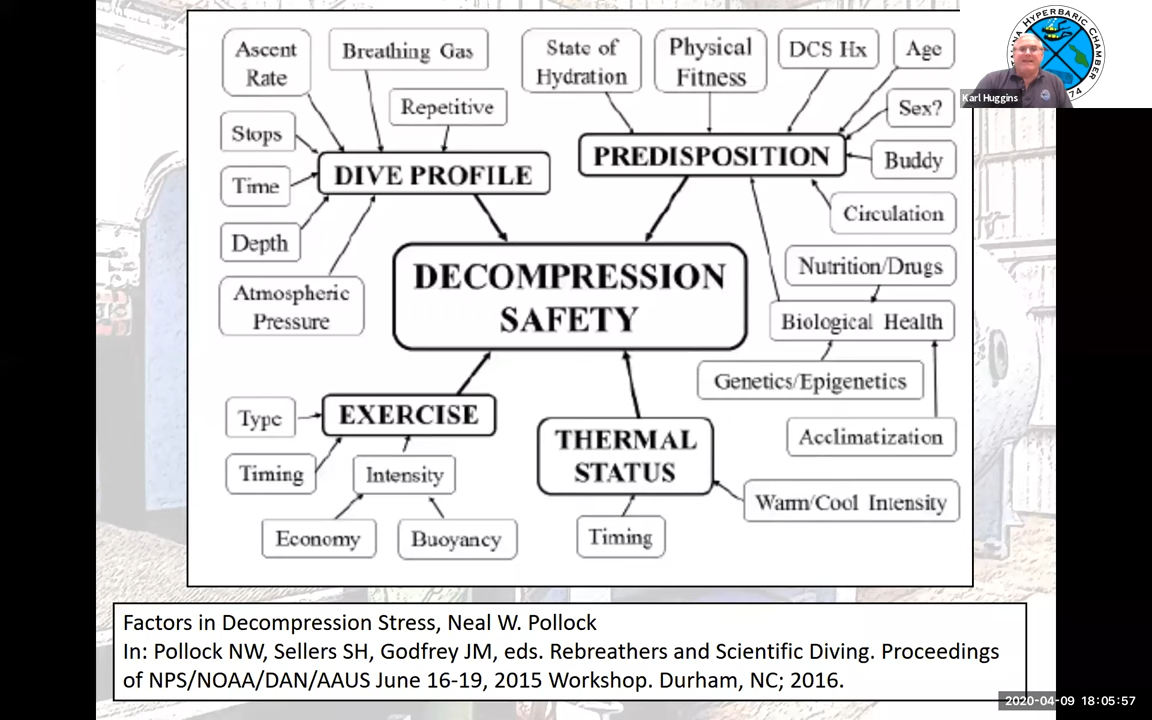 Ascent
Rate
Breathing Gas
State of
Hydration
Physical
Fitness
DCS Hx
Age
Repetitive
Sex?
Stops
DIVE PROFILE
PREDISPOSITION
Buddy
Time
Circulation
Depth
DECOMPRESSION
SAFETY
Nutrition/Drugs
Atmospheric
Pressure
Biological Health
Genetics/Epigenetics
Type
EXERCISE
THERMAL
STATUS
Acclimatization
Timing
Intensity
Warm/Cool Intensity
Economy
Buoyancy
Timing
Factors in Decompression Stress, Neal W. Pollock
In: Pollock NW, Sellers SH, Godfrey JM, eds. Rebreathers and Scientific Diving. Proceedings
of NPS/NOAA/DAN/AAUS June 16-19, 2015 Workshop. Durham, NC; 2016.
HYPERBARIC CHAMBER
74
Karl Huggins
2020-04-09 18:05:57